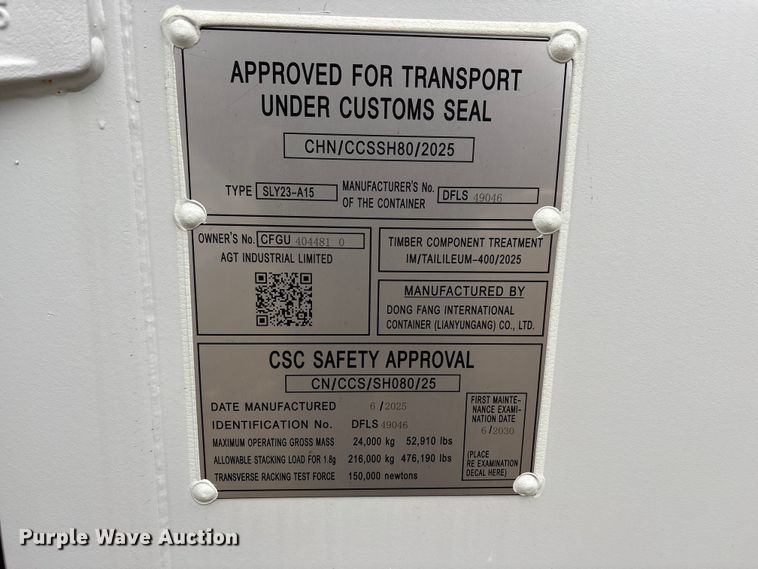 APPROVED FOR TRANSPORT
UNDER CUSTOMS SEAL
CHN/CCSSH80/2025
TYPE SLY23-A15 MANUFACTURER'S No. OF THE CONTAINER DFLS 49046
OWNER'S No. CFGU 404481 0
AGT INDUSTRIAL LIMITED
TIMBER COMPONENT TREATMENT
IM/TAILILEUM-400/2025
MANUFACTURED BY
DONG FANG INTERNATIONAL
CONTAINER (LIANYUNGANG) CO., LTD.
CSC SAFETY APPROVAL
CN/CCS/SH080/25
DATE MANUFACTURED 6 / 2025
IDENTIFICATION No. DFLS 49046
MAXIMUM OPERATING GROSS MASS 24,000 kg 52,910 lbs
ALLOWABLE STACKING LOAD FOR 1.8g 216,000 kg 476,190 lbs
TRANSVERSE RACKING TEST FORCE 150,000 newtons
FIRST MAINTE-
NANCE EXAMI-
NATION DATE
6/2030
(PLACE
RE EXAMINATION
DECAL HERE)
Purple Wave Auction